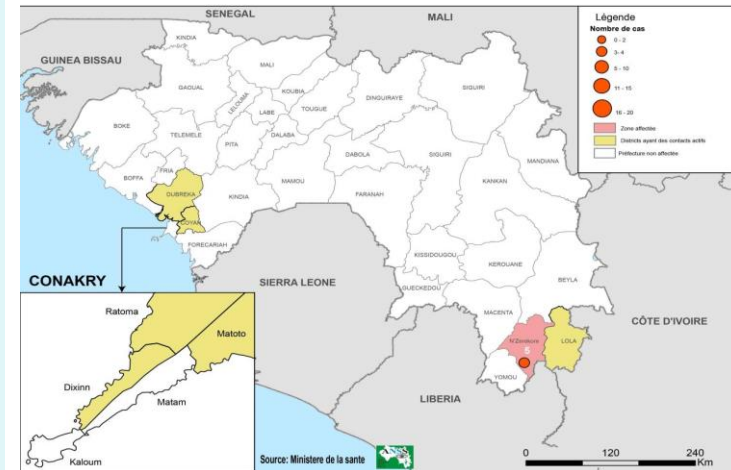 SENEGAL
MALI
GUINEA BISSAU
KINDIA
MALI
GAOUAL
KOUBIA
SIGUIRI
LELOUMA
LABE
TOUGUE
DINGUIRAYE
BOKE
TELEMELE
PITA
DALABA
DABOLA
SIGUIRI
MANDIANA
BOFFA
FRIA
MAMOU
KANKAN
DUBREKA
KINDIA
FARANAH
COYAH
FORECARIAH
KISSIDOUGOU
KEROUANE
BEYLA
CONAKRY
SIERRA LEONE
GUECKEDOU
MACENTA
CÔTE D'IVOIRE
N'Zerekore
5
LOLA
YOMOU
LIBERIA
Ratoma
Matoto
Dixinn
Matam
Kaloum
Source: Ministere de la sante
0 120 240
Km
Légende
Nombre de cas
0 - 2
3- 4
5 - 10
11 - 15
16 - 20
Zone affectée
Districts ayant des contacts actifs
Préfecture non affectée